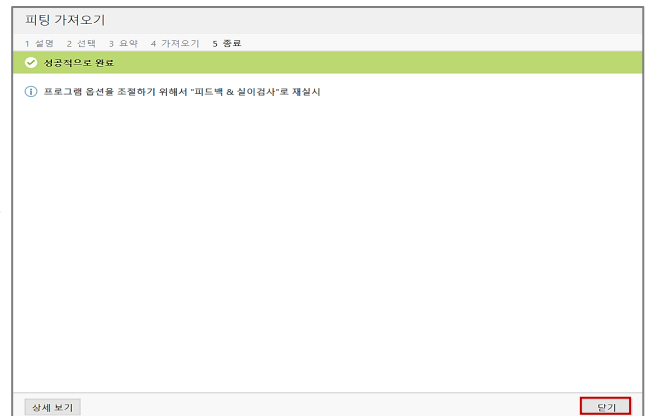 피팅 가져오기
1 설명 2 선택 3 요약 4 가져오기 5 종료
성공적으로 완료
프로그램 옵션을 조절하기 위해서 "피드백 & 실이검사"로 재실시
상세 보기
닫기